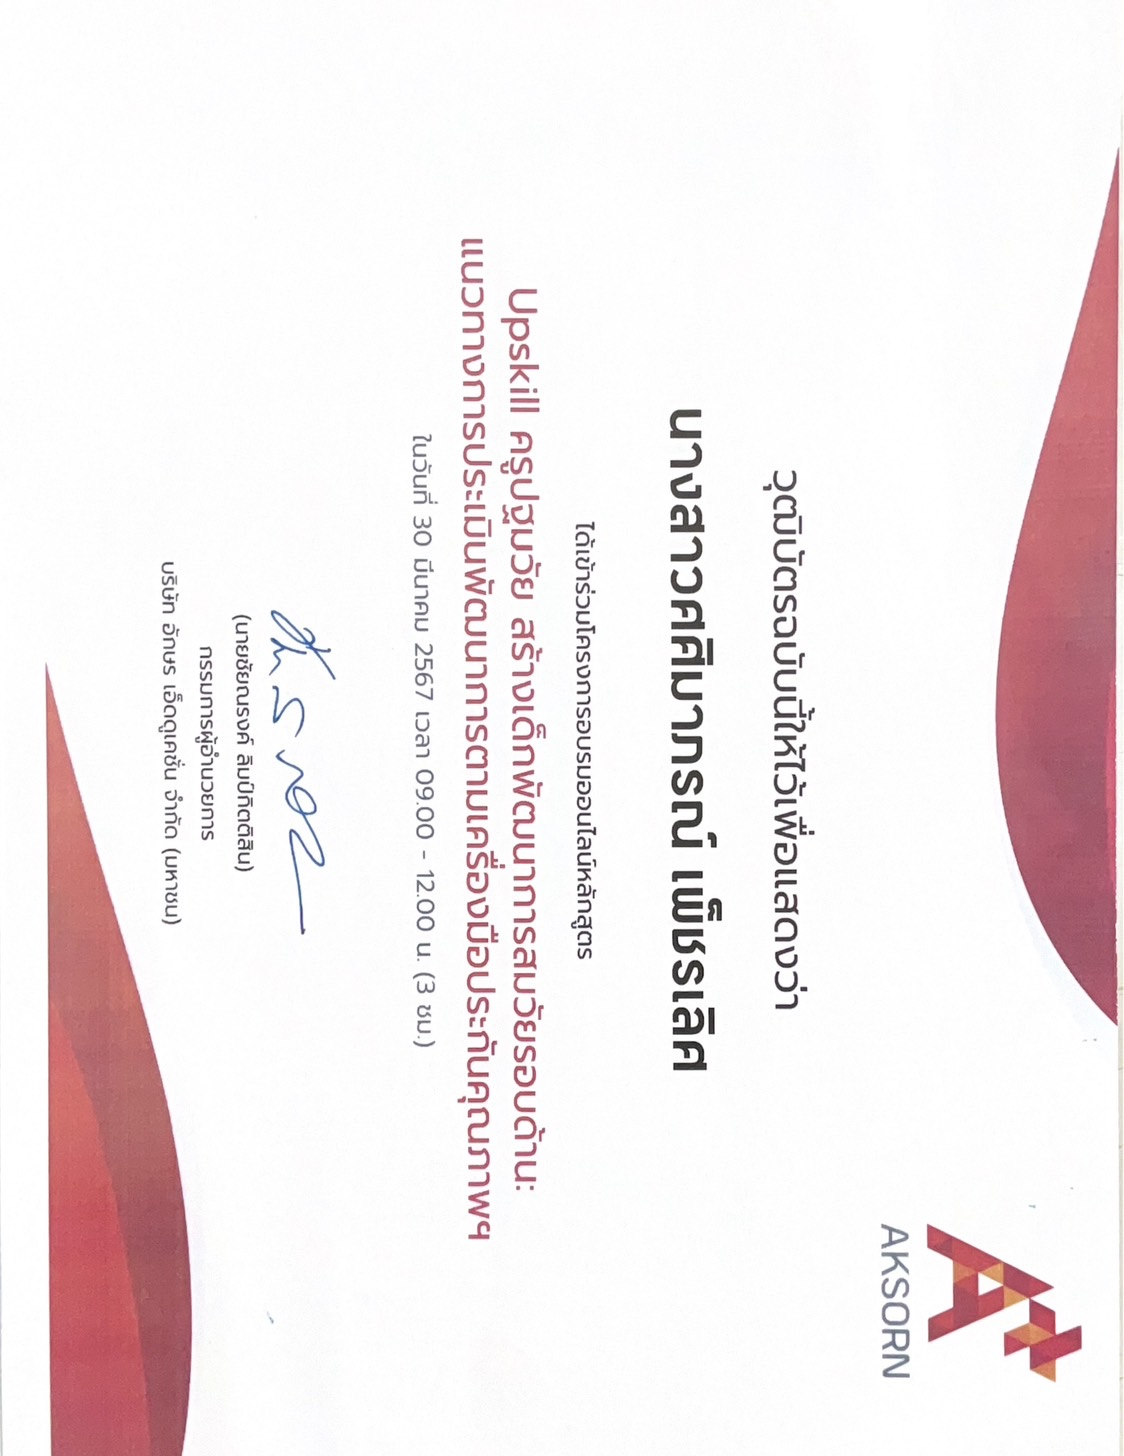 AKSORN
วุฒิบัตรฉบับนี้ให้ไว้เพื่อแสดงว่า
นางสาวศศิมาภรณ์ เพ็ชรเลิศ
ได้เข้าร่วมโครงการอบรมออนไลน์หลักสูตร
Upskill ครูปฐมวัย สร้างเด็กพัฒนาการสมวัยรอบด้าน:
แนวทางการประเมินพัฒนาการตามเครื่องมือประกันคุณภาพฯ
ในวันที่ 30 มีนาคม 2567 เวลา 09.00 - 12.00 น. (3 ชม.)
(นายชัยณรงค์ ลิมป์กิตติสิน)
กรรมการผู้อำนวยการ
บริษัท อักษร เอ็ดดูเคชั่น จำกัด (มหาชน)